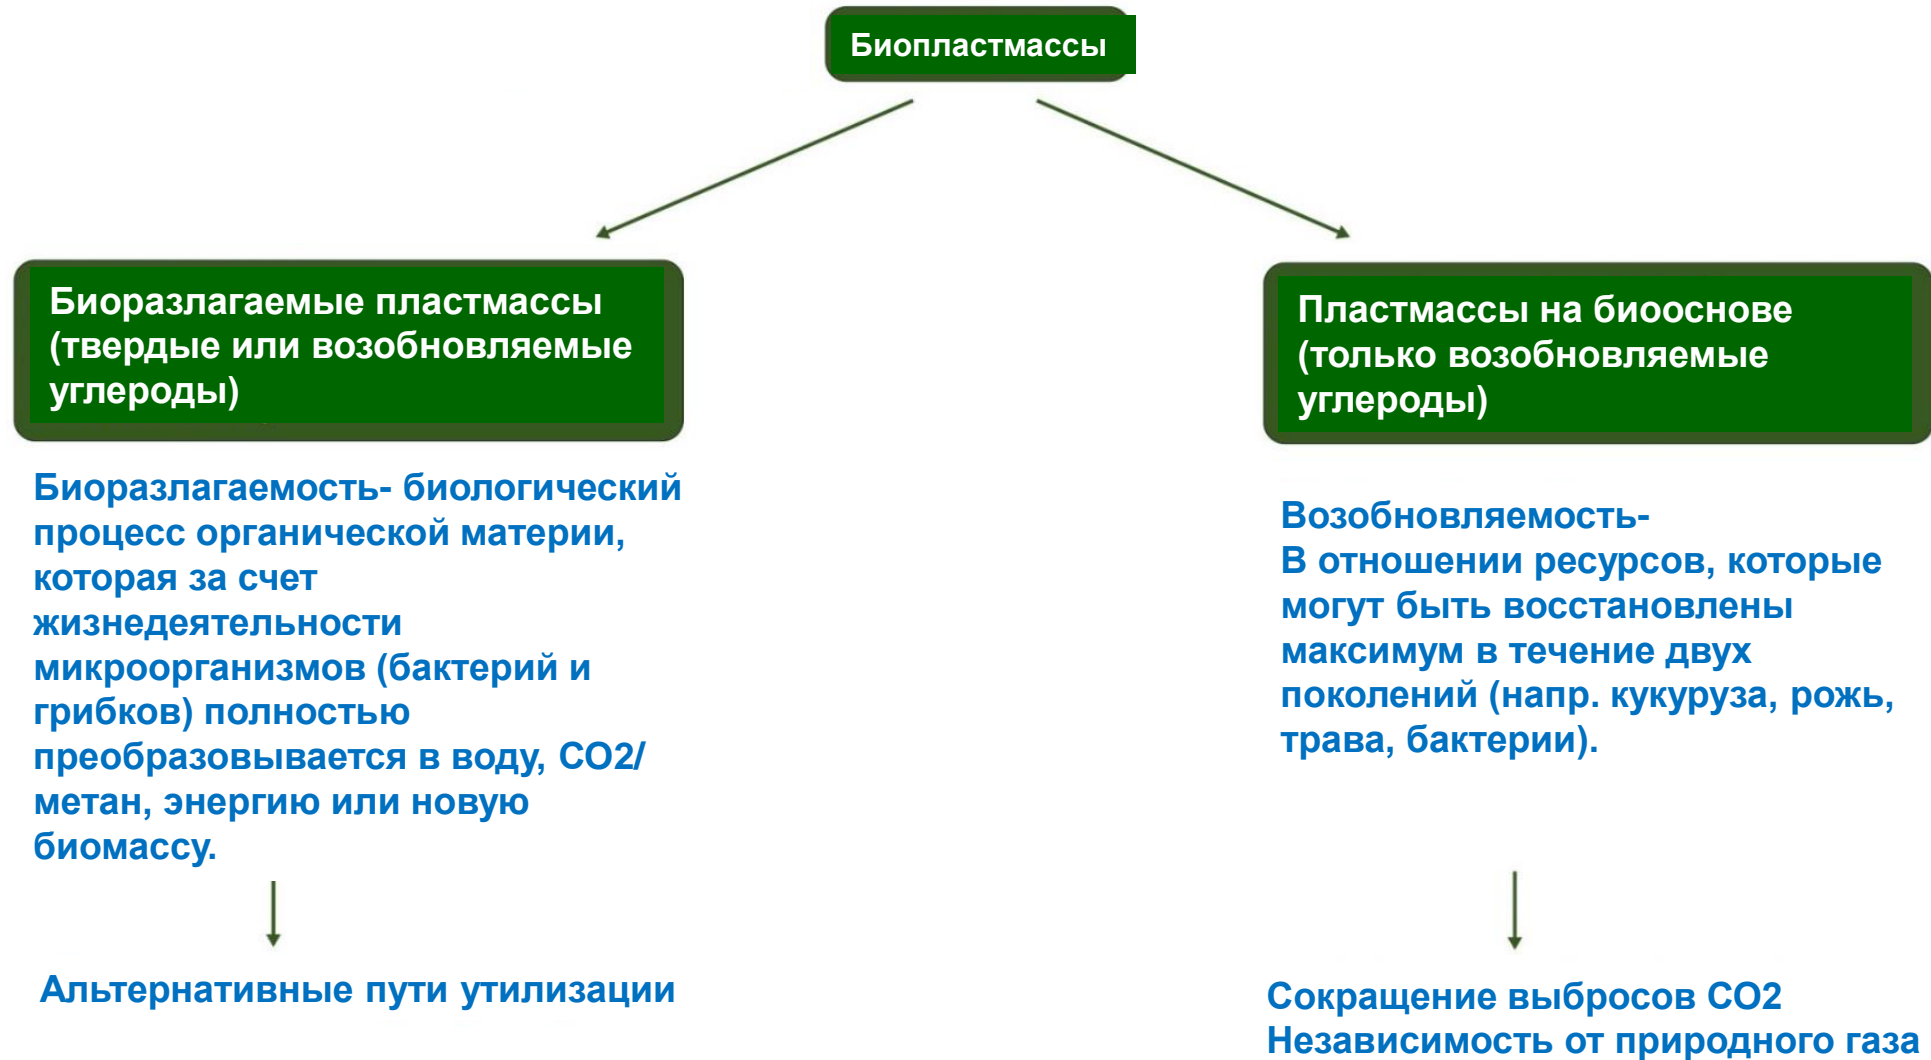 Биопластмассы
Биоразлагаемые пластмассы
(твердые или возобновляемые
углероды)
Биоразлагаемость- биологический
процесс органической материи,
которая за счет
жизнедеятельности
микроорганизмов (бактерий и
грибков) полностью
преобразовывается в воду, СО2/
метан, энергию или новую
биомассу.
Альтернативные пути утилизации
Пластмассы на биооснове
(только возобновляемые
углероды)
Возобновляемость-
В отношении ресурсов, которые
могут быть восстановлены
максимум в течение двух
поколений (напр. кукуруза, рожь,
трава, бактерии).
Сокращение выбросов СО2
Независимость от природного газа